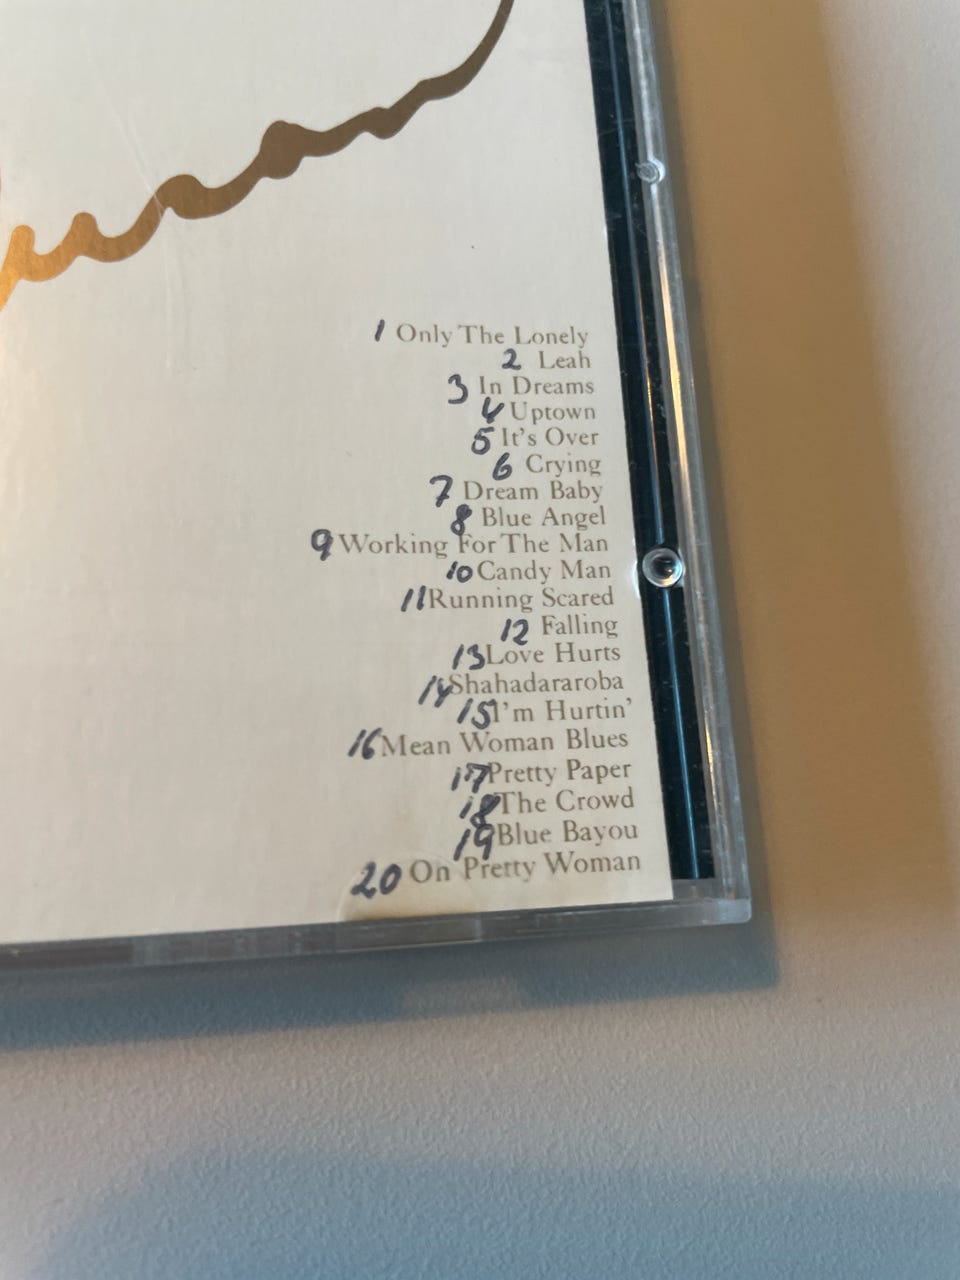 1 Only The Lonely
2 Leah
3 In Dreams
4 Uptown
5 It's Over
6 Crying
7 Dream Baby
8 Blue Angel
9 Working For The Man
10 Candy Man
11 Running Scared
12 Falling
13 Love Hurts
14 Shahadararoba
15 I'm Hurtin'
16 Mean Woman Blues
17 Pretty Paper
18 The Crowd
19 Blue Bayou
20 On Pretty Woman